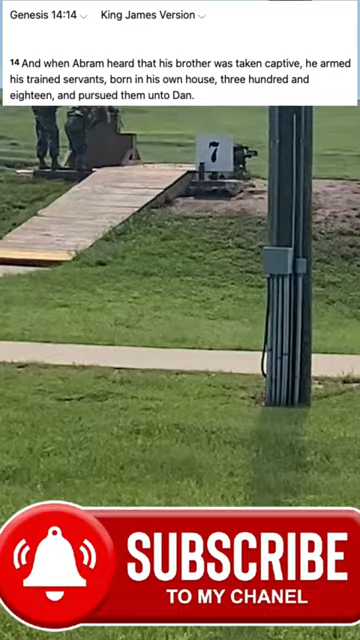 Genesis 14:14 King James Version
14 And when Abram heard that his brother was taken captive, he armed
his trained servants, born in his own house, three hundred and
eighteen, and pursued them unto Dan.
7
SUBSCRIBE
TO MY CHANEL